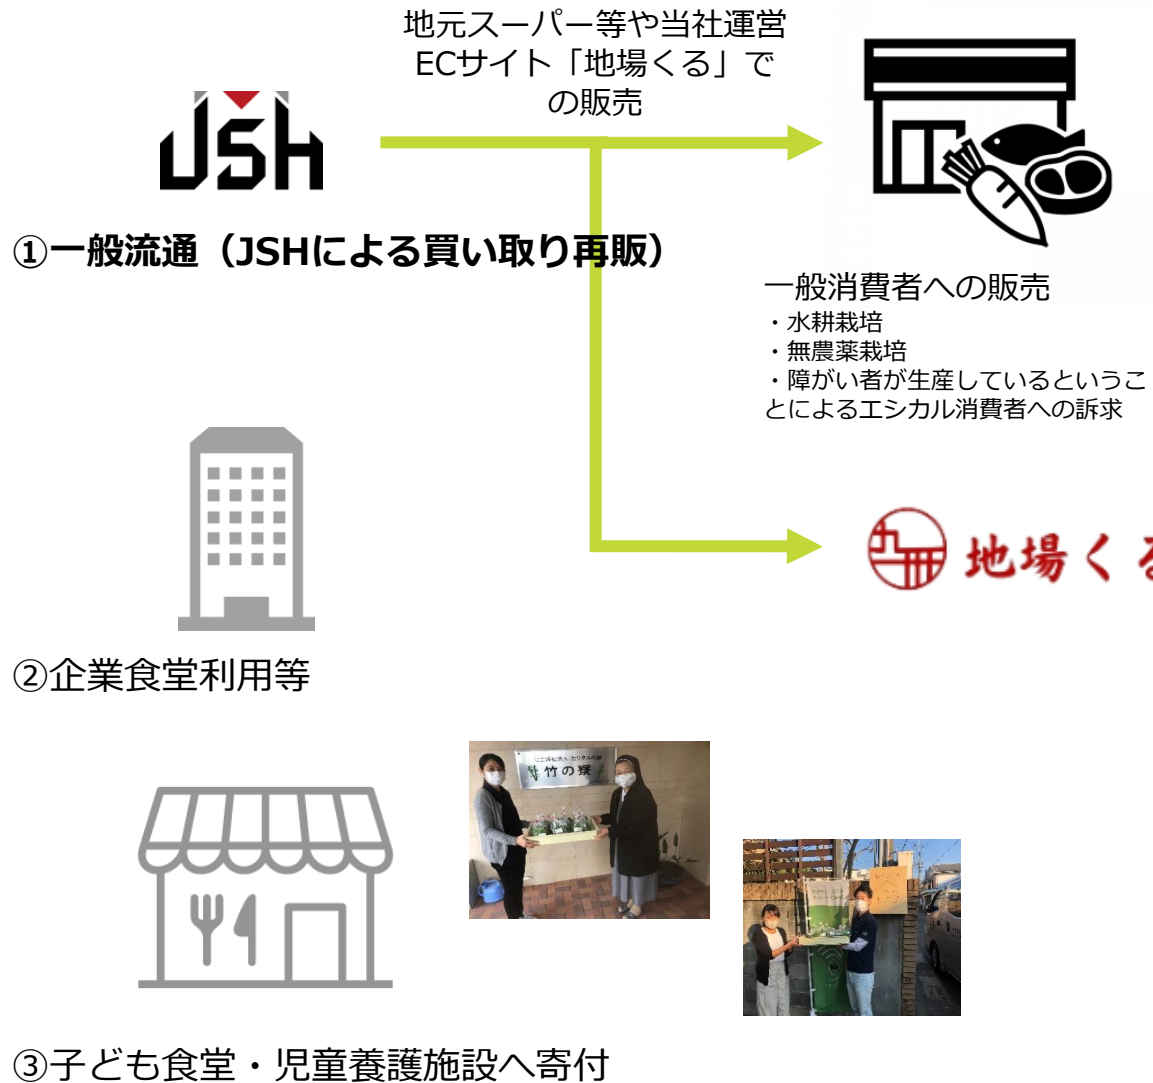 地元スーパー等や当社運営
ECサイト「地場くる」で
の販売
JSH
①一般流通（JSHによる買い取り再販）
一般消費者への販売
・水耕栽培
・無農薬栽培
・障がい者が生産しているというこ
とによるエシカル消費者への訴求
九州 地場くる
②企業食堂利用等
竹の寮
③子ども食堂・児童養護施設へ寄付